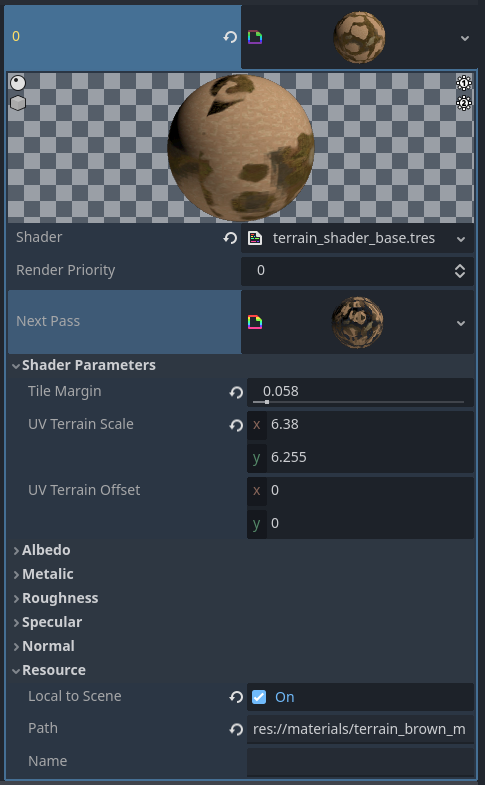 0
Shader terrain_shader_base.tres
Render Priority 0
Next Pass
Shader Parameters
Tile Margin 0.058
UV Terrain Scale x 6.38
y 6.255
UV Terrain Offset x 0
y 0
Albedo
Metalic
Roughness
Specular
Normal
Resource
Local to Scene On
Path res://materials/terrain_brown_m
Name